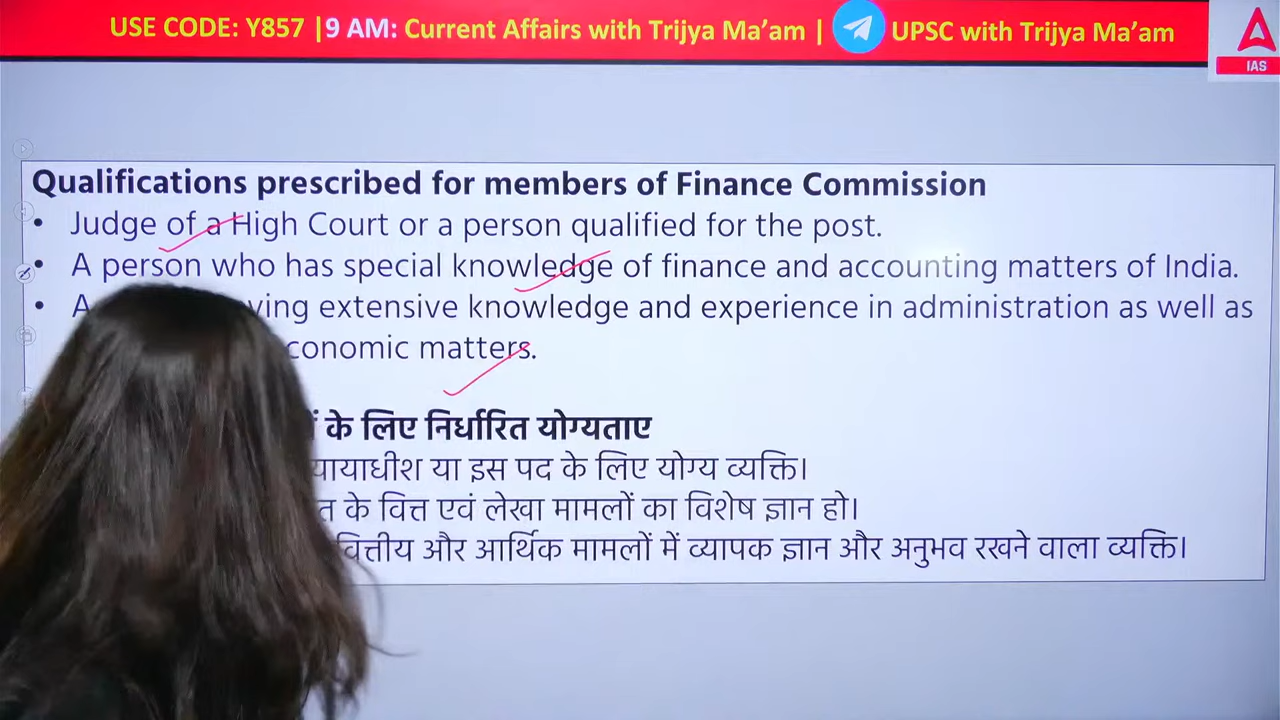 USE CODE: Y857 |9 AM: Current Affairs with Trijya Ma’am | UPSC with Trijya Ma’am
IAS
Qualifications prescribed for members of Finance Commission
• Judge of a High Court or a person qualified for the post.
• A person who has special knowledge of finance and accounting matters of India.
• A extensive knowledge and experience in administration as well as
matters.
के लिए निर्धारित योग्यताए
या इस पद के लिए योग्य व्यक्ति।
के वित्त एवं लेखा मामलों का विशेष ज्ञान हो।
वित्तीय और आर्थिक मामलों में व्यापक ज्ञान और अनुभव रखने वाला व्यक्ति।